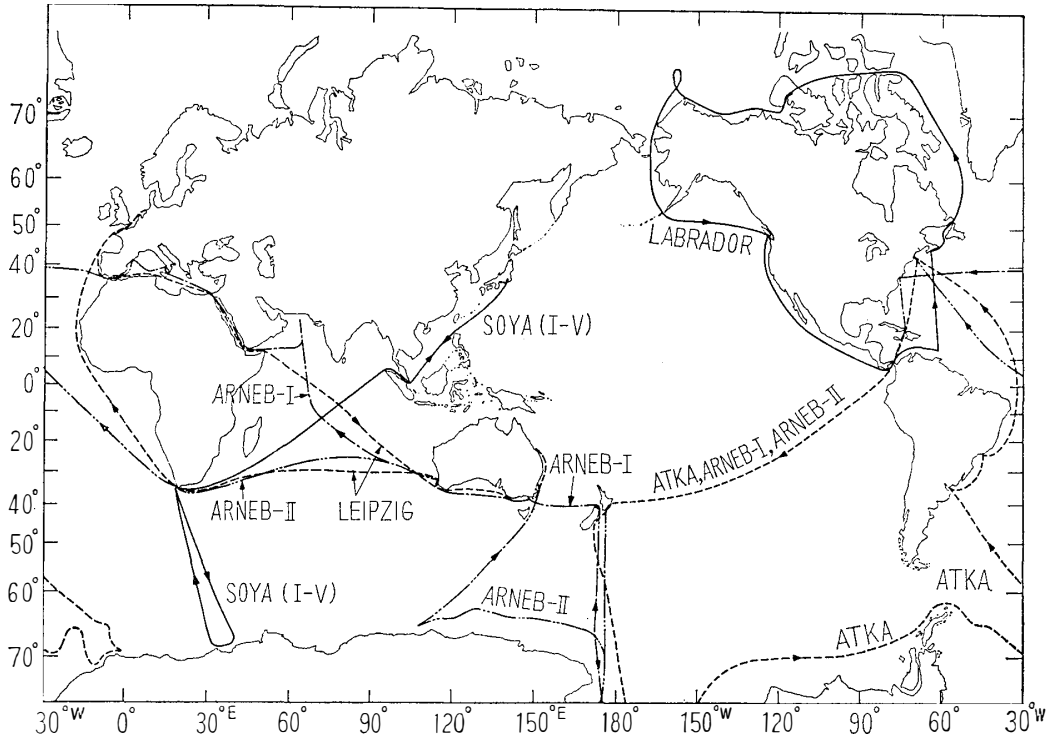 70°
60°
50°
40°
20°
0°
20°
30°
40°
50°
60°
70°
LABRADOR
SOYA (I-V)
ARNEB-I
ARNEB-I
ATKA, ARNEB-I, ARNEB-II
ARNEB-II
LEIPZIG
SOYA (I-V)
ARNEB-II
ATKA
ATKA
30°W 0° 30°E 60° 90° 120° 150°E 180° 150°W 120° 90° 60° 30°W